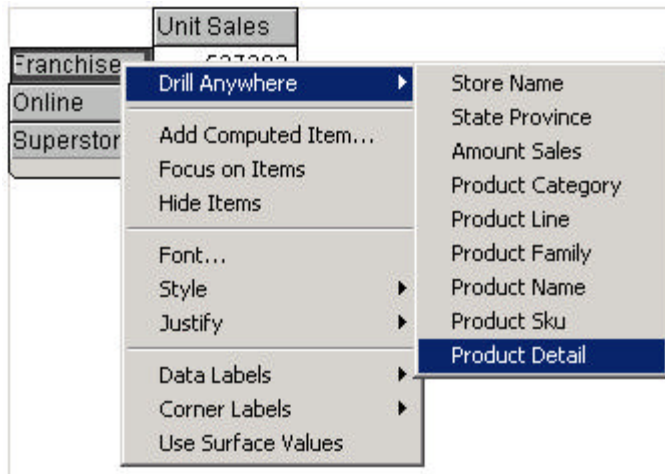 Unit Sales
Franchise
Drill Anywhere
Online
Add Computed Item...
Focus on Items
Hide Items
Font...
Style
Justify
Data Labels
Corner Labels
Use Surface Values
Store Name
State Province
Amount Sales
Product Category
Product Line
Product Family
Product Name
Product Sku
Product Detail